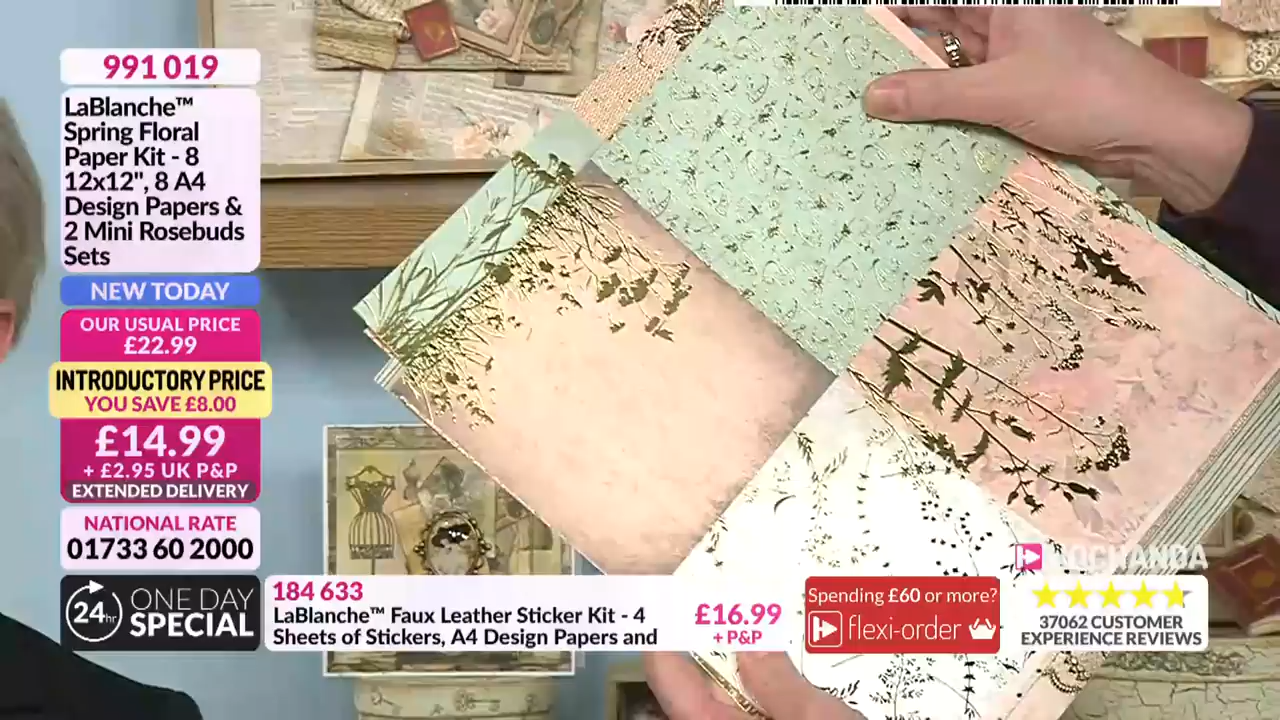 991 019
LaBlanche™
Spring Floral
Paper Kit - 8
12x12", 8 A4
Design Papers &
2 Mini Rosebuds
Sets
NEW TODAY
OUR USUAL PRICE
£22.99
INTRODUCTORY PRICE
YOU SAVE £8.00
£14.99
+ £2.95 UK P&P
EXTENDED DELIVERY
NATIONAL RATE
01733 60 2000
24hr
ONE DAY
SPECIAL
184 633
LaBlanche™ Faux Leather Sticker Kit - 4
Sheets of Stickers, A4 Design Papers and
£16.99
+ P&P
Spending £60 or more?
flexi-order
HOCHANDA
37062 CUSTOMER
EXPERIENCE REVIEWS